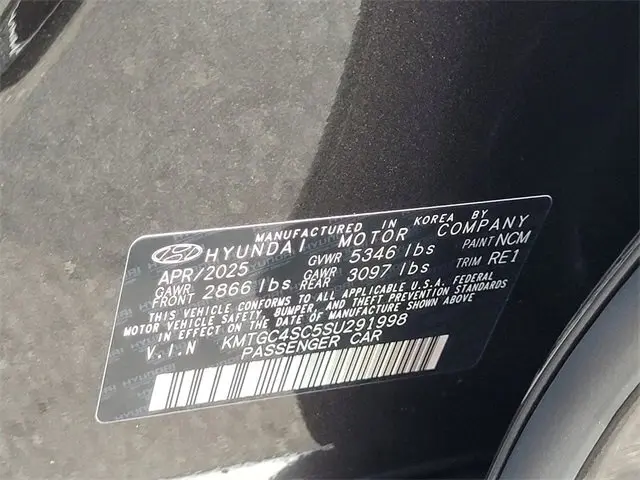 MANUFACTURED IN KOREA BY
HYUNDAI MOTOR COMPANY
APR/2025 GVWR 5346 lbs PAINT NCM
GAWR FRONT 2866 lbs GAWR REAR 3097 lbs TRIM RE1
THIS VEHICLE CONFORMS TO ALL APPLICABLE U.S.A. FEDERAL
MOTOR VEHICLE SAFETY, BUMPER, AND THEFT PREVENTION STANDARDS
IN EFFECT ON THE DATE OF MANUFACTURE SHOWN ABOVE
V.I.N KMTGC4SC5SU291998
PASSENGER CAR